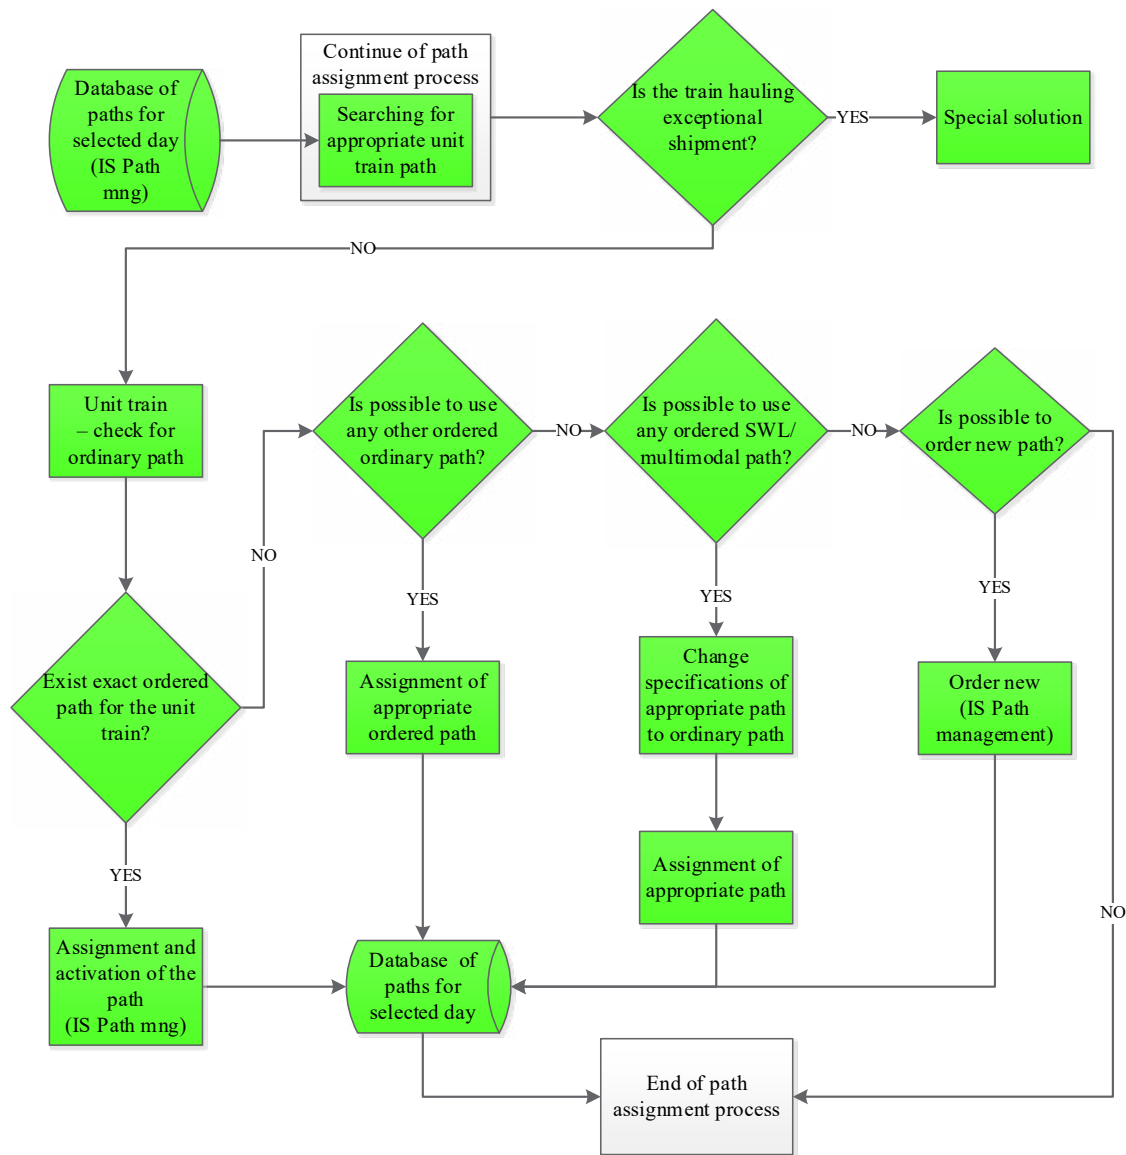 Database of
paths for
selected day
(IS Path
mng)
Continue of path
assignment process
Searching for
appropriate unit
train path
Is the train hauling
exceptional
shipment?
YES
Special solution
NO
Unit train
– check for
ordinary path
Is possible to use
any other ordered
ordinary path?
NO
Is possible to use
any ordered SWL/
multimodal path?
NO
Is possible to
order new path?
NO
YES
YES
YES
Exist exact ordered
path for the unit
train?
Assignment of
appropriate
ordered path
Change
specifications of
appropriate path
to ordinary path
Order new
(IS Path
management)
YES
Assignment of
appropriate path
NO
Assignment and
activation of the
path
(IS Path mng)
Database of
paths for
selected day
End of path
assignment process